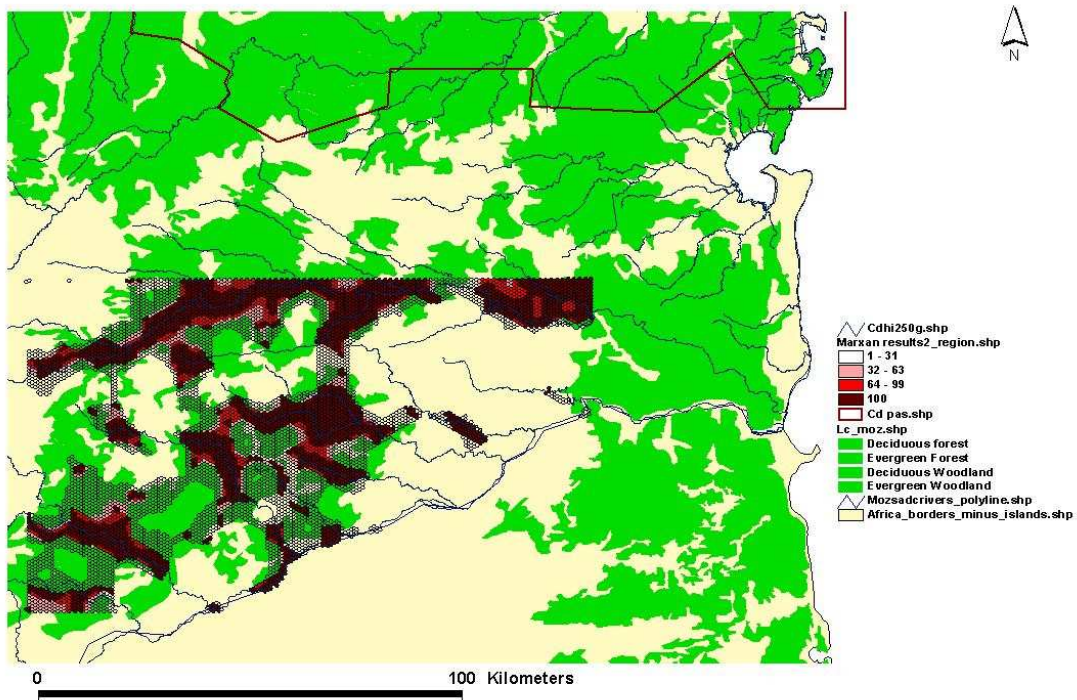 N
Cdhi250g.shp
Marxan results2_region.shp
1 - 31
32 - 63
64 - 99
100
Cd pas.shp
Lc_moz.shp
Deciduous forest
Evergreen Forest
Deciduous Woodland
Evergreen Woodland
Mozsadcrivers_polyline.shp
Africa_borders_minus_islands.shp
0 100 Kilometers